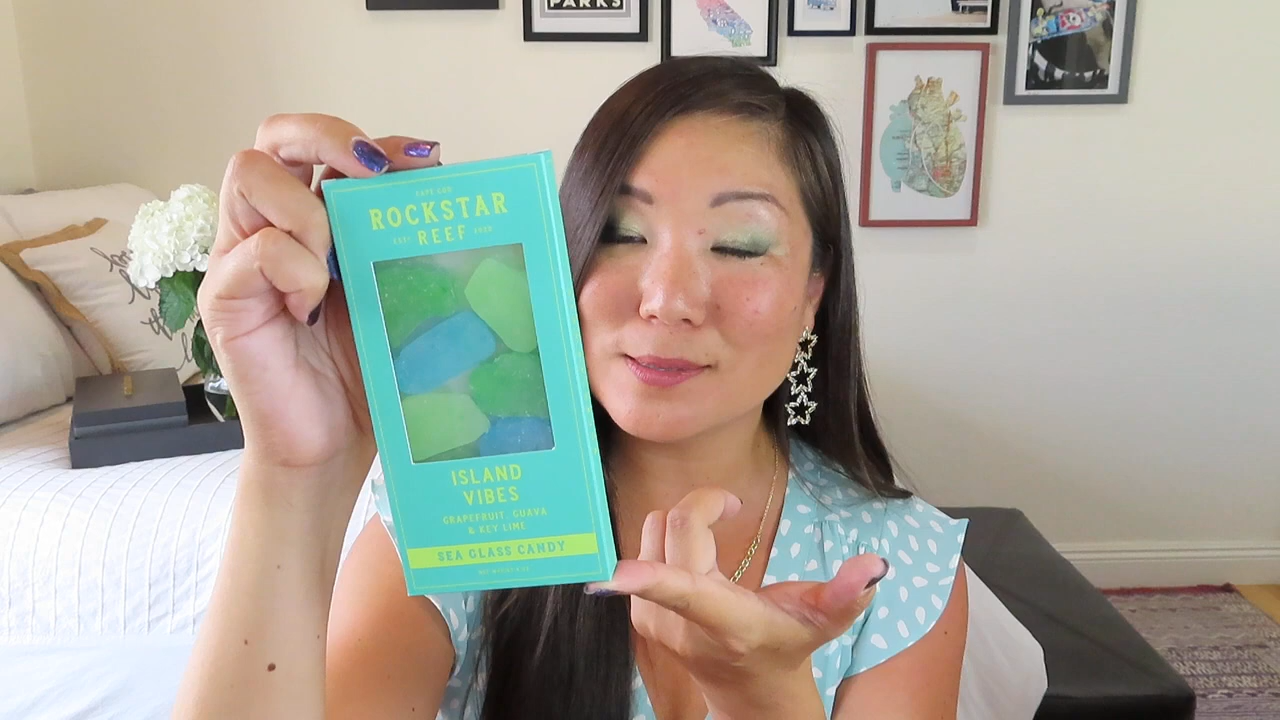 PARKS
ROCKSTAR
REEF
ISLAND
VIBES
GRAPEFRUIT, GUAVA
& KEY LIME
SEA GLASS CANDY